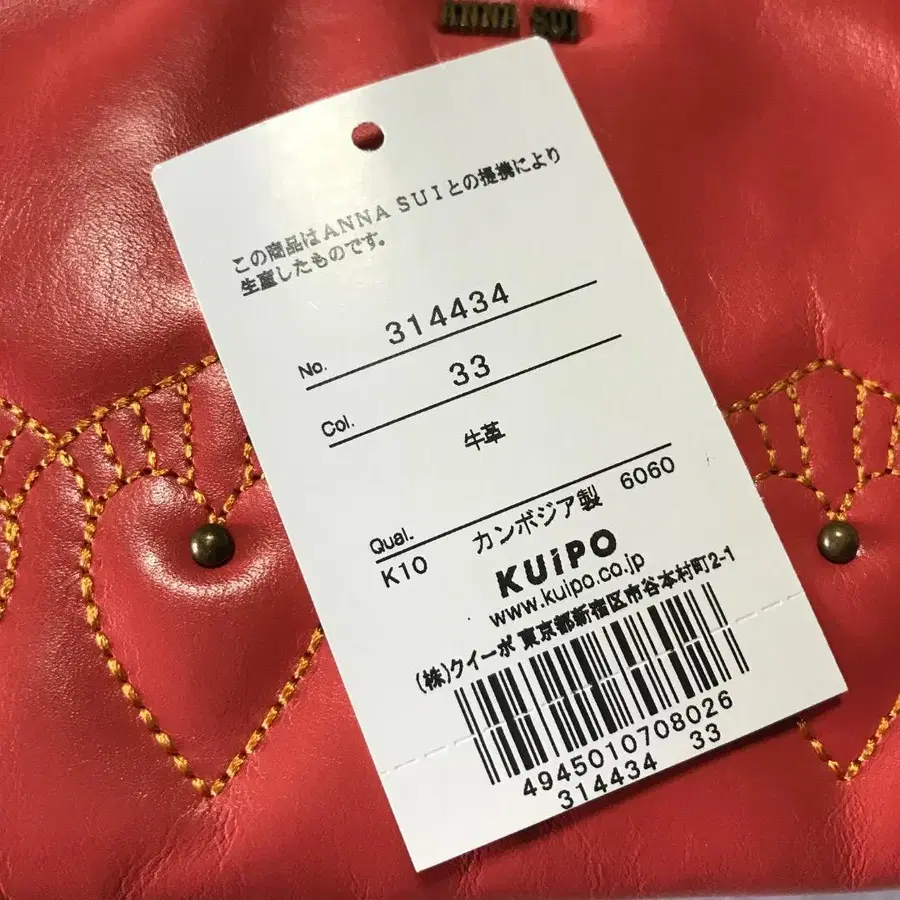 ANNA SUI
この商品はANNA SUIとの提携により
生産したものです。
No. 314434
Col. 33
牛革
Qual.
K10 カンボジア製 6060
KUiPO
www.kuipo.co.jp
(株)クイーポ 東京都新宿区市谷本村町2-1
4945010708026
314434 33